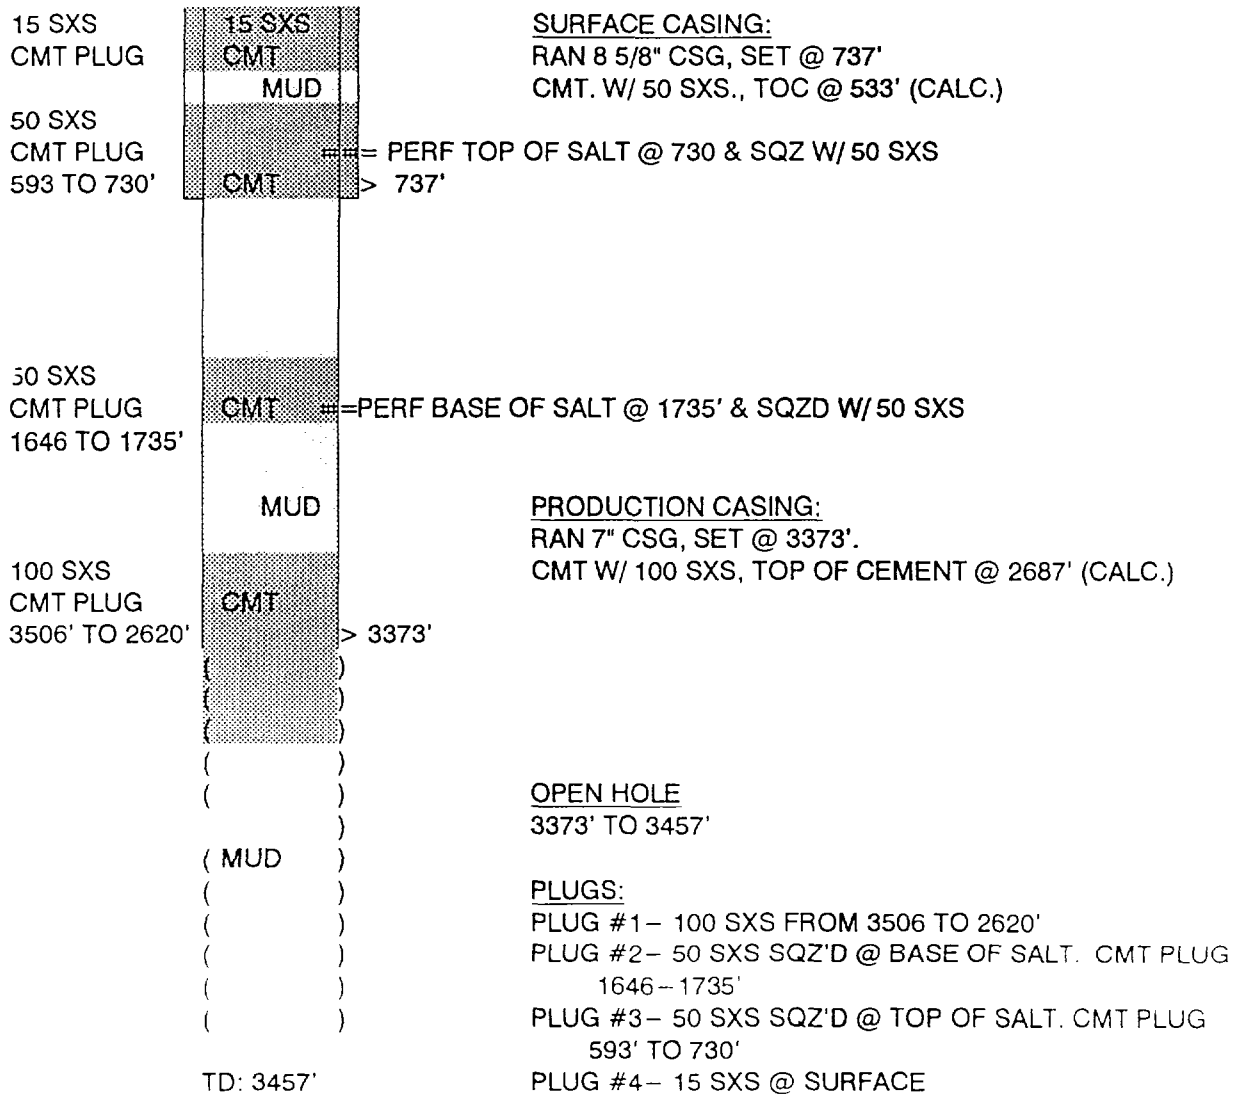 15 SXS
CMT PLUG
15 SXS
CMT
MUD
SURFACE CASING:
RAN 8 5/8" CSG, SET @ 737'
CMT. W/ 50 SXS., TOC @ 533' (CALC.)
50 SXS
CMT PLUG
593 TO 730'
= PERF TOP OF SALT @ 730 & SQZ W/ 50 SXS
CMT
> 737'
50 SXS
CMT PLUG
1646 TO 1735'
CMT
=PERF BASE OF SALT @ 1735' & SQZD W/ 50 SXS
MUD
PRODUCTION CASING:
RAN 7" CSG, SET @ 3373'.
CMT W/ 100 SXS, TOP OF CEMENT @ 2687' (CALC.)
100 SXS
CMT PLUG
3506' TO 2620'
CMT
> 3373'
OPEN HOLE
3373' TO 3457'
MUD
PLUGS:
PLUG #1– 100 SXS FROM 3506 TO 2620'
PLUG #2– 50 SXS SQZ'D @ BASE OF SALT. CMT PLUG
1646–1735'
PLUG #3– 50 SXS SQZ'D @ TOP OF SALT. CMT PLUG
593' TO 730'
TD: 3457'
PLUG #4– 15 SXS @ SURFACE